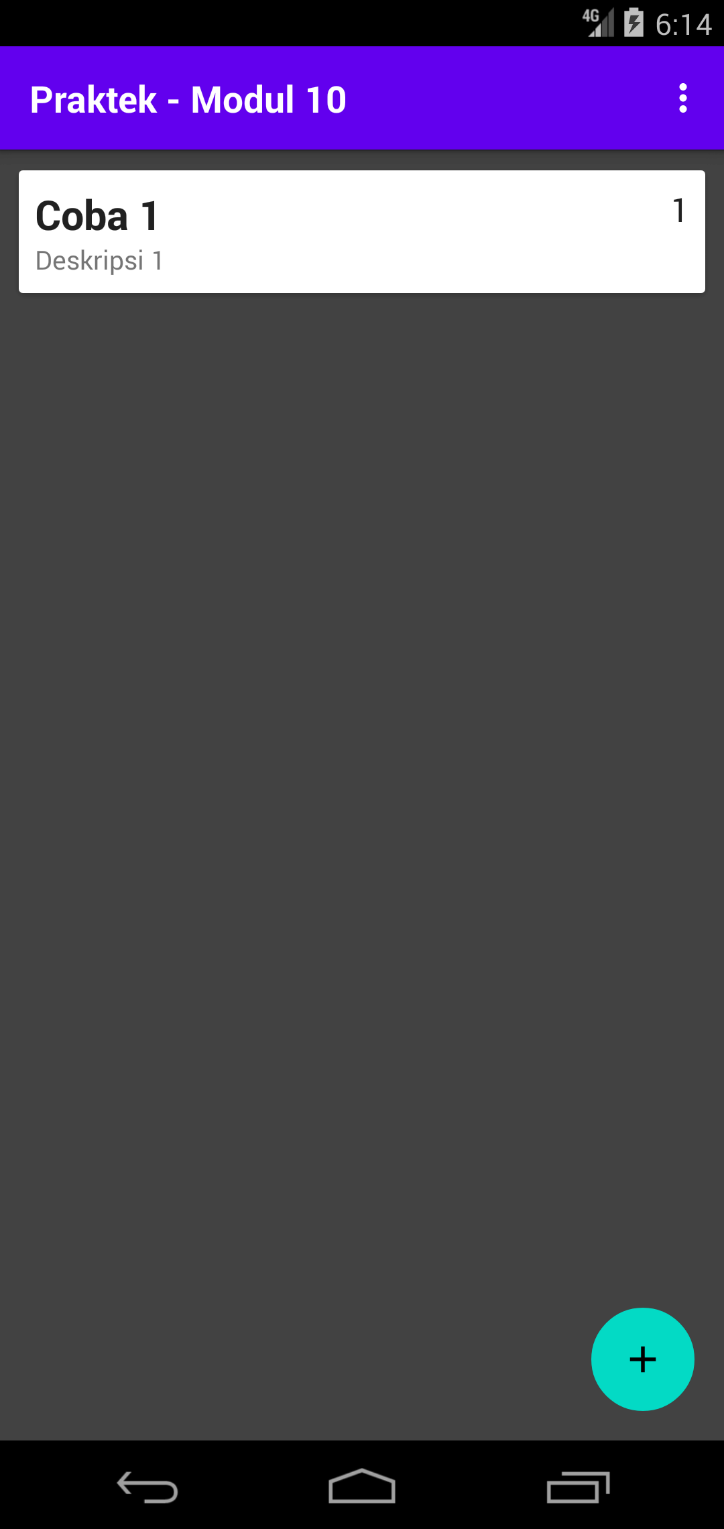 4G 6:14
Praktek - Modul 10
Coba 1 1
Deskripsi 1